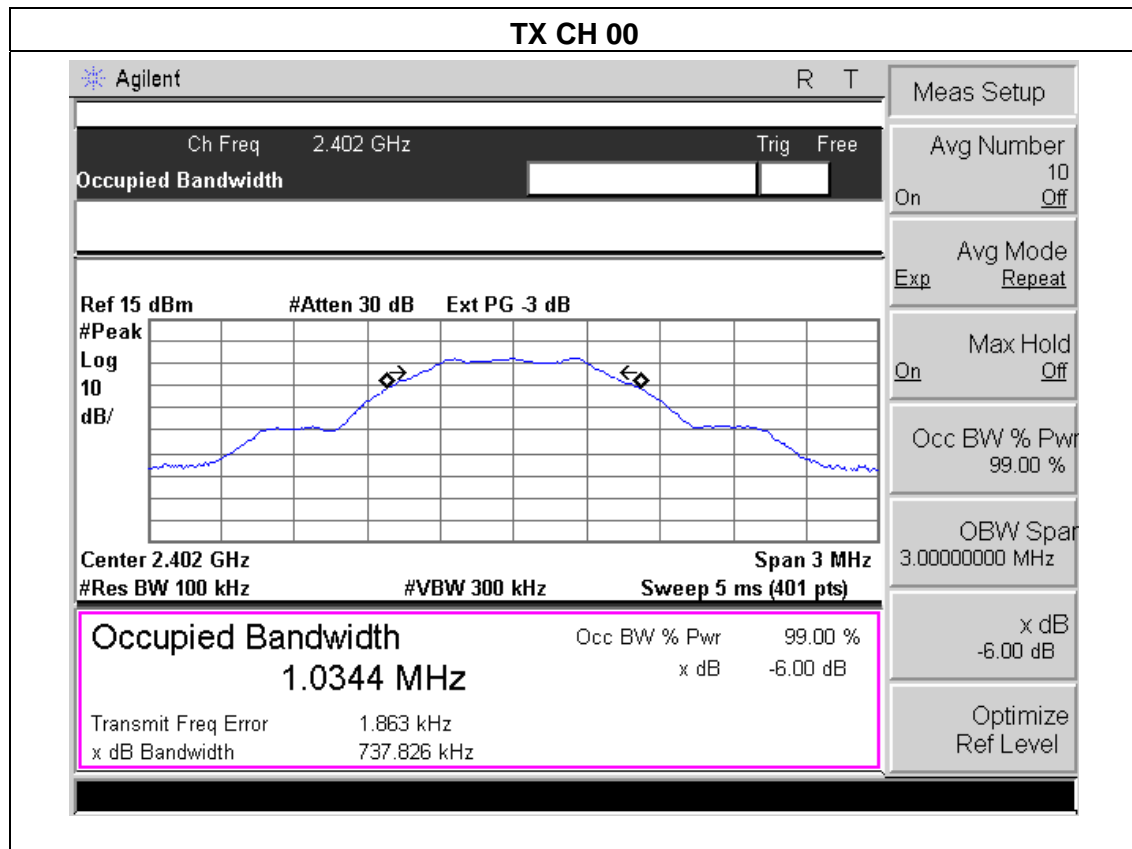 TX CH 00
Agilent R T
Ch Freq 2.402 GHz Trig Free
Occupied Bandwidth
Ref 15 dBm #Atten 30 dB Ext PG -3 dB
#Peak
Log
10
dB/
Center 2.402 GHz Span 3 MHz
#Res BW 100 kHz #VBW 300 kHz Sweep 5 ms (401 pts)
Occupied Bandwidth Occ BW % Pwr 99.00 %
1.0344 MHz x dB -6.00 dB
Transmit Freq Error 1.863 kHz
x dB Bandwidth 737.826 kHz
Meas Setup
Avg Number
10
On Off
Avg Mode
Exp Repeat
Max Hold
On Off
Occ BW % Pwr
99.00 %
OBW Span
3.00000000 MHz
x dB
-6.00 dB
Optimize
Ref Level